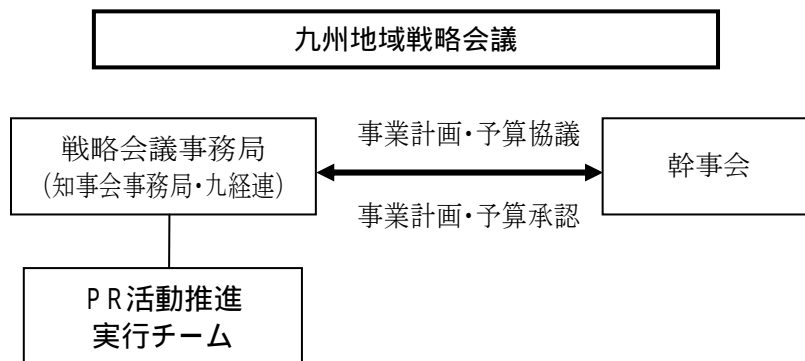 九州地域戦略会議
戦略会議事務局
(知事会事務局・九経連)
事業計画・予算協議
事業計画・予算承認
幹事会
PR活動推進
実行チーム